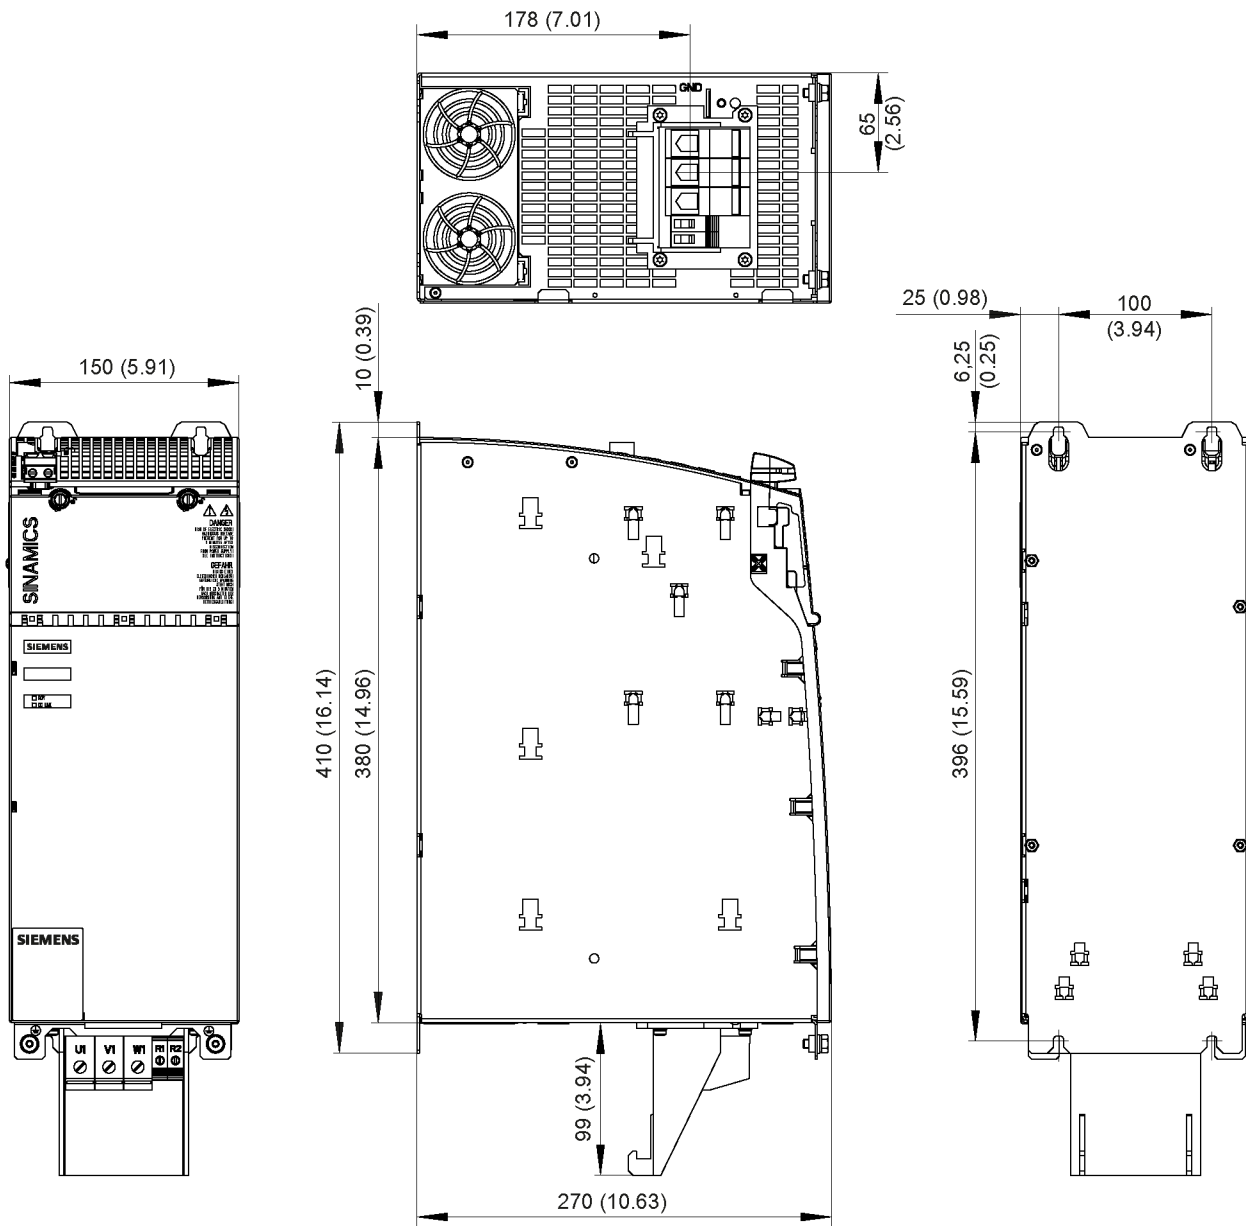 178 (7.01)
GND
65
(2.56)
25 (0.98)
100
(3.94)
6,25
(0.25)
10 (0.39)
150 (5.91)
SINAMICS
DANGER
GEFAHR
SIEMENS
SIEMENS
U1 V1 W1 R1 R2
410 (16.14)
380 (14.96)
396 (15.59)
99 (3.94)
270 (10.63)